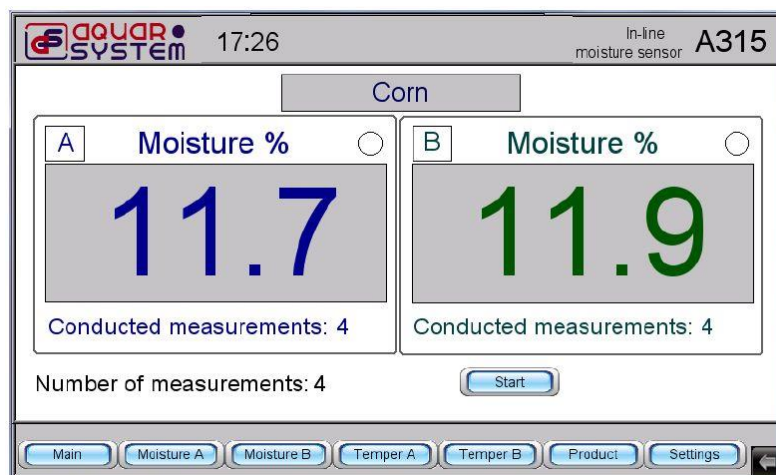 aquar
system
17:26
In-line
moisture sensor
A315
Corn
A Moisture %
11.7
Conducted measurements: 4
B Moisture %
11.9
Conducted measurements: 4
Number of measurements: 4
Start
Main Moisture A Moisture B Temper A Temper B Product Settings